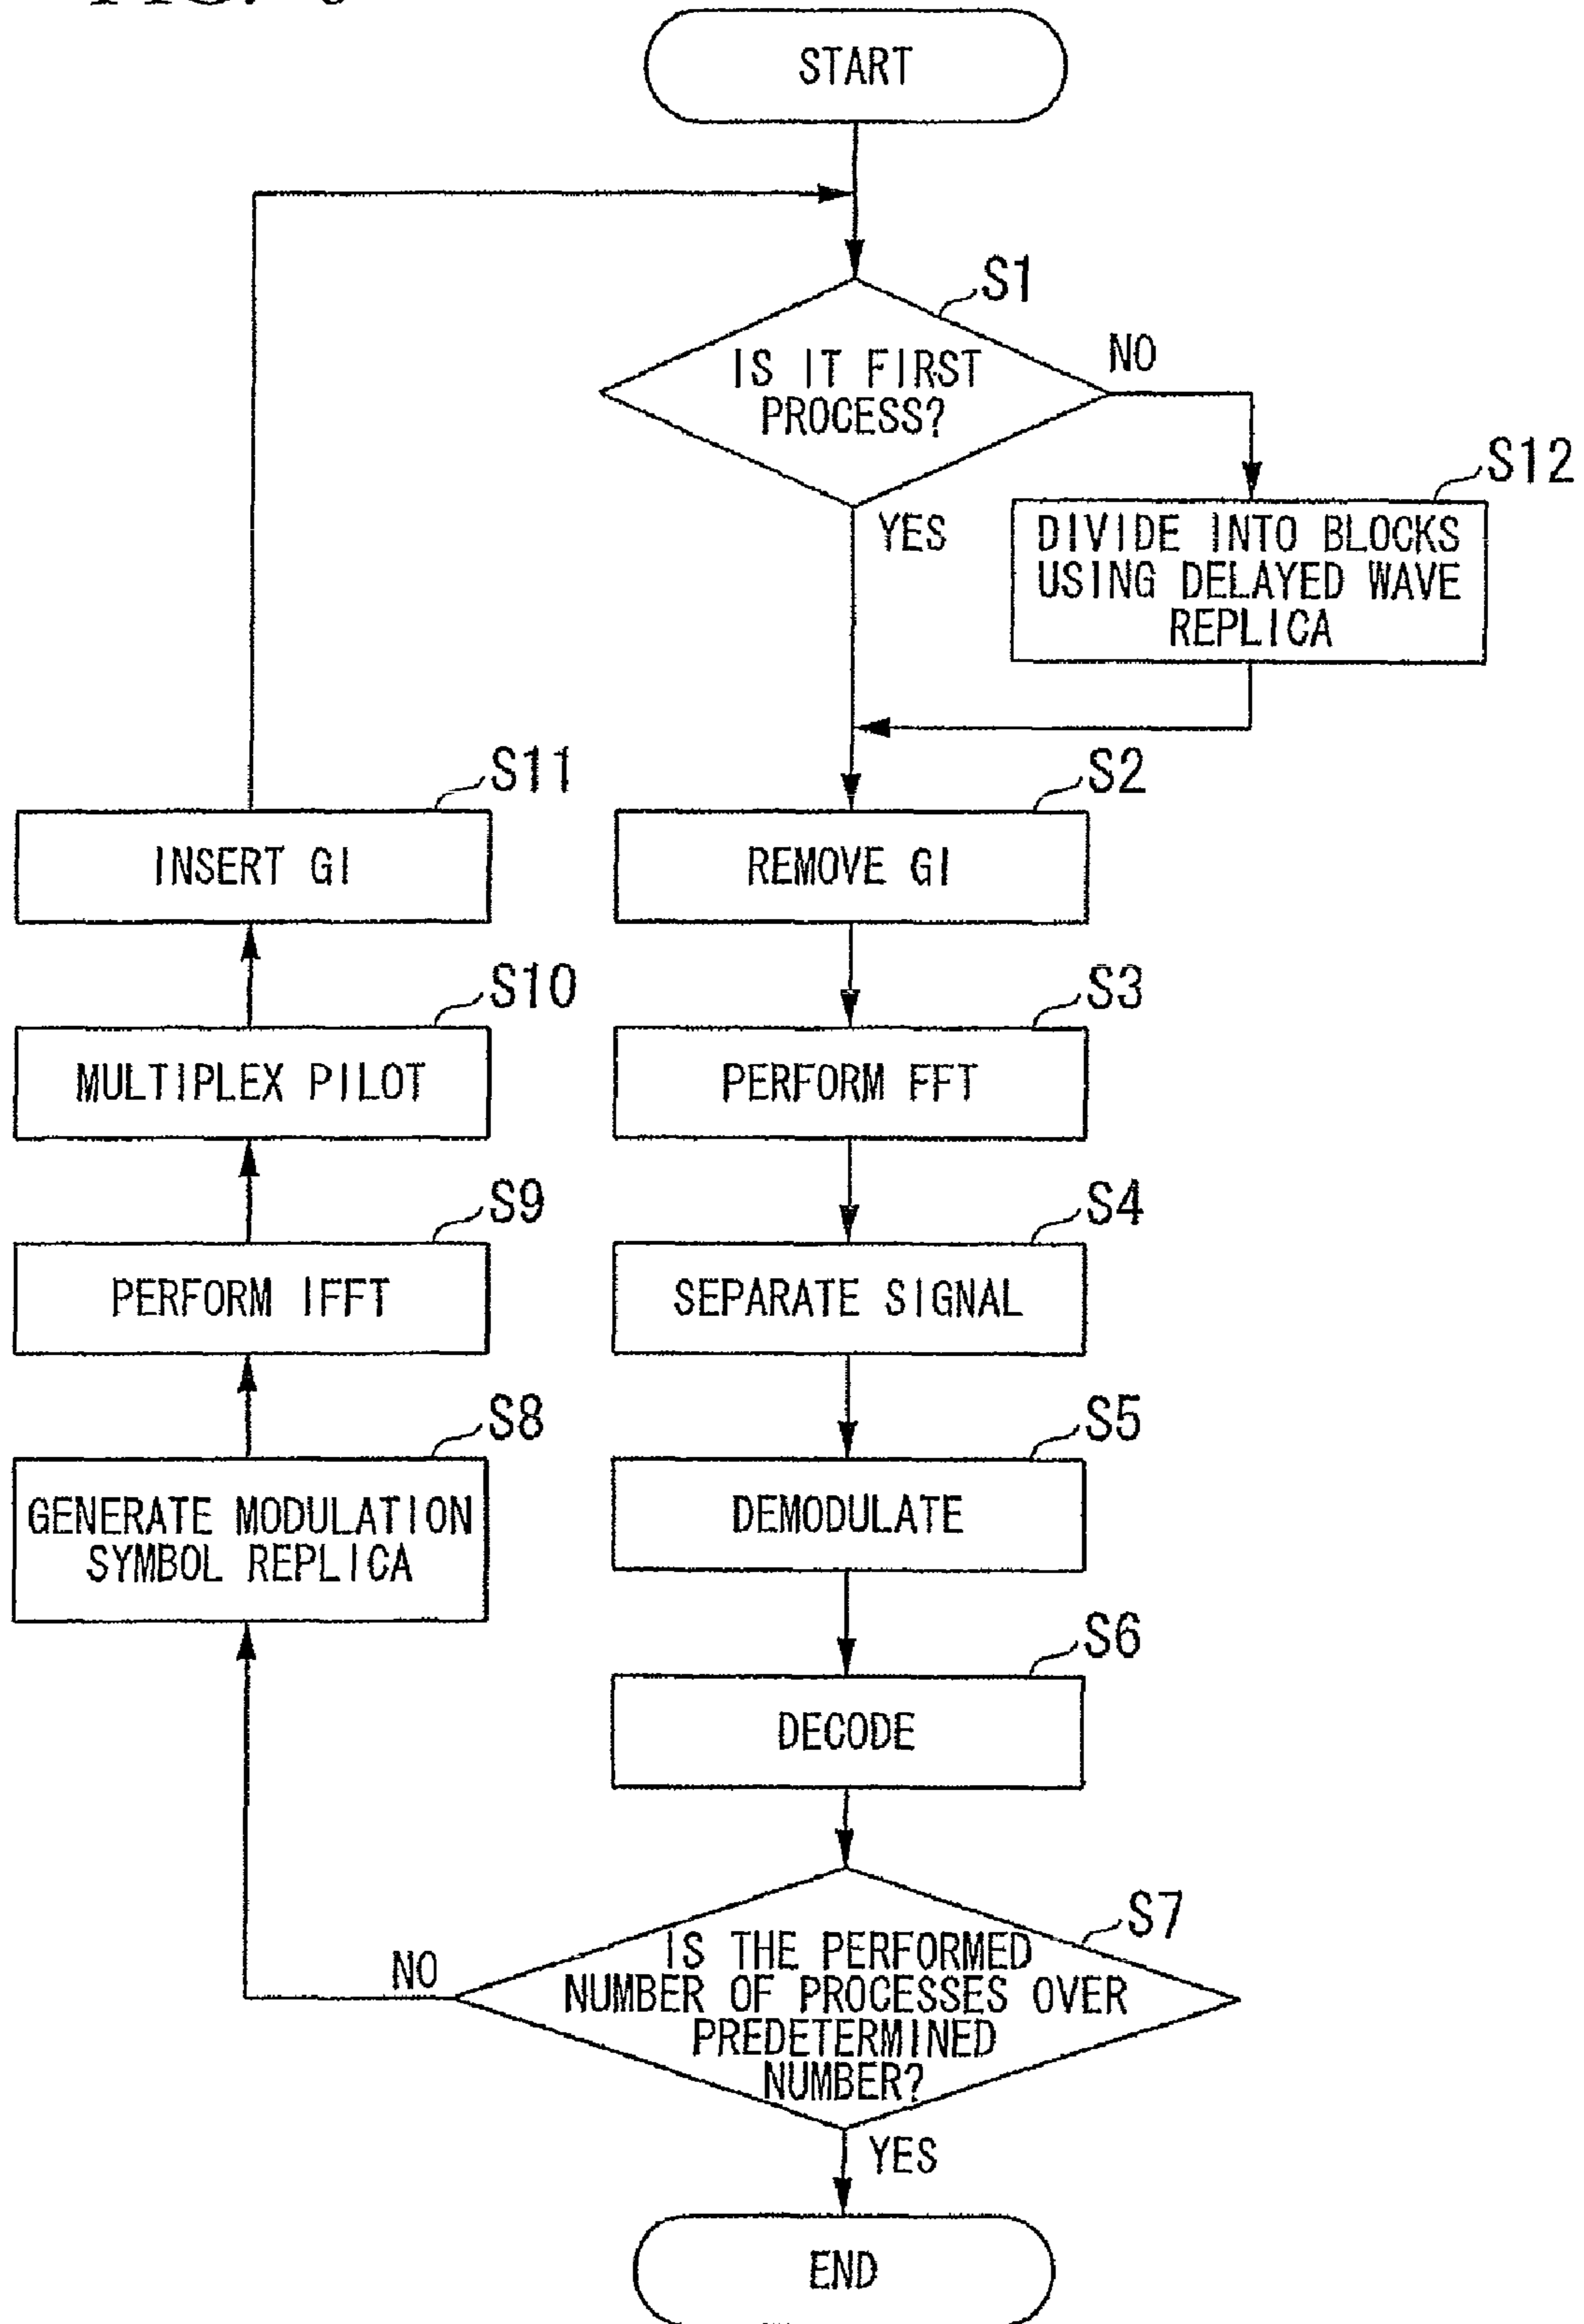 START
S1
IS IT FIRST
PROCESS?
NO
YES
S12
DIVIDE INTO BLOCKS
USING DELAYED WAVE
REPLICA
S11
INSERT GI
S2
REMOVE GI
S10
MULTIPLEX PILOT
S3
PERFORM FFT
S9
PERFORM IFFT
S4
SEPARATE SIGNAL
S8
GENERATE MODULATION
SYMBOL REPLICA
S5
DEMODULATE
S6
DECODE
S7
IS THE PERFORMED
NUMBER OF PROCESSES OVER
PREDETERMINED
NUMBER?
NO
YES
END